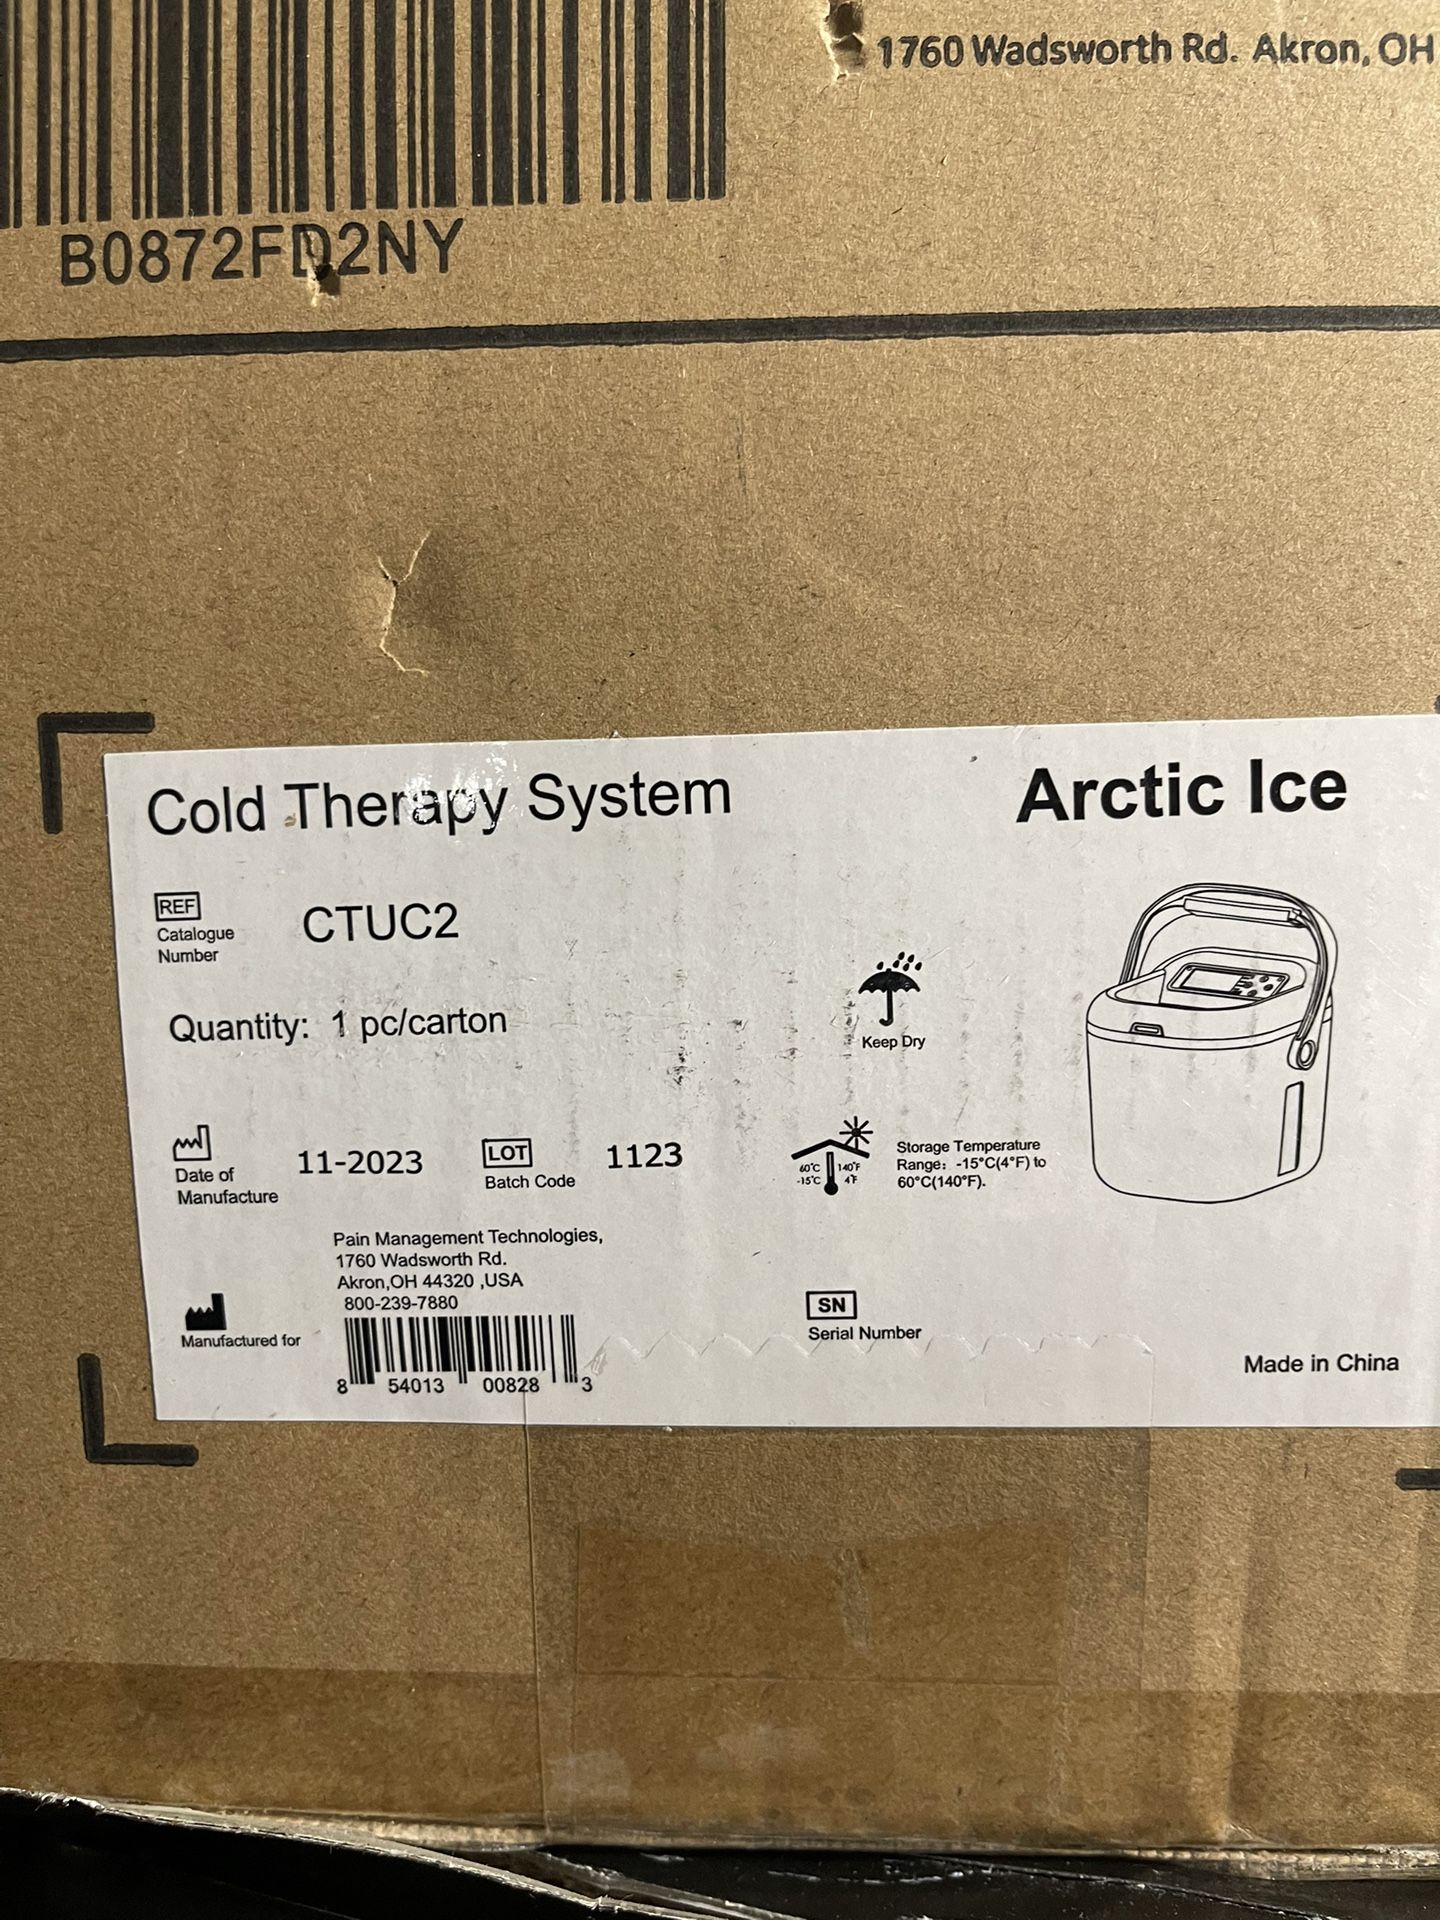 1760 Wadsworth Rd. Akron, OH
B0872FD2NY
Cold Therapy System
Arctic Ice
REF
Catalogue
Number
CTUC2
Quantity: 1 pc/carton
Keep Dry
Date of
Manufacture
11-2023
LOT
Batch Code
1123
60°C
-15°C
140°F
4°F
Storage Temperature
Range: -15°C(4°F) to
60°C(140°F).
Manufactured for
Pain Management Technologies,
1760 Wadsworth Rd.
Akron,OH 44320 ,USA
800-239-7880
8 54013 00828 3
SN
Serial Number
Made in China